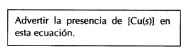 Advertir la presencia de [Cu(s)] en
esta ecuación.